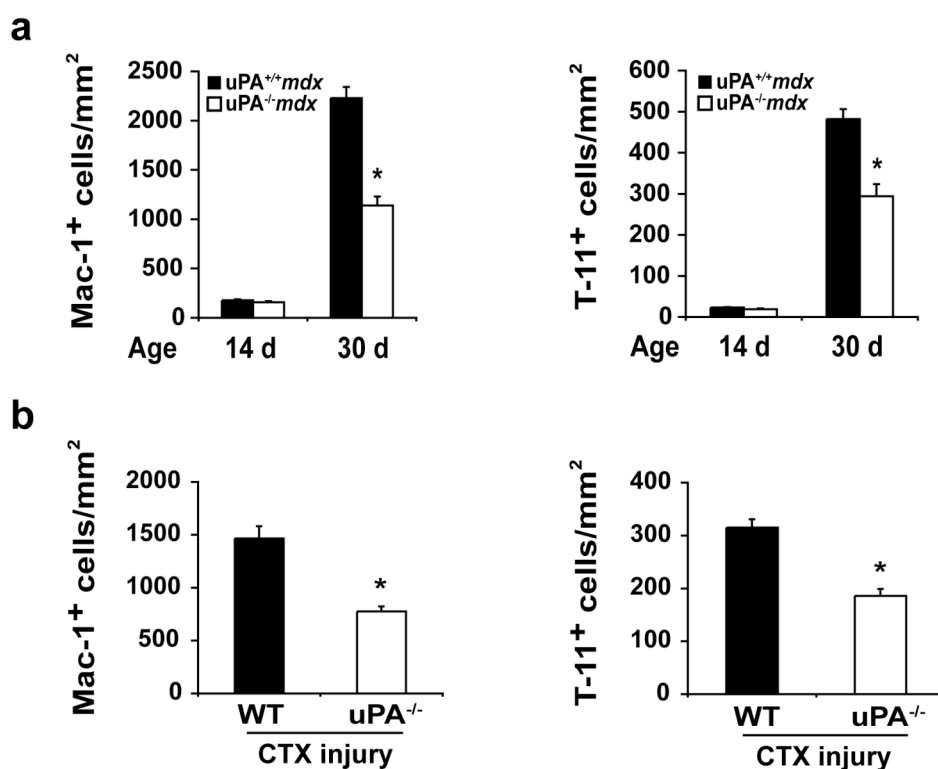 a
uPA⁺/⁺mdx
uPA⁻/⁻mdx
Mac-1⁺ cells/mm²
2500
2000
1500
1000
500
0
*
Age 14 d 30 d
uPA⁺/⁺mdx
uPA⁻/⁻mdx
T-11⁺ cells/mm²
600
500
400
300
200
100
0
*
Age 14 d 30 d
b
Mac-1⁺ cells/mm²
2000
1500
1000
500
0
*
WT uPA⁻/⁻
CTX injury
T-11⁺ cells/mm²
400
300
200
100
0
*
WT uPA⁻/⁻
CTX injury